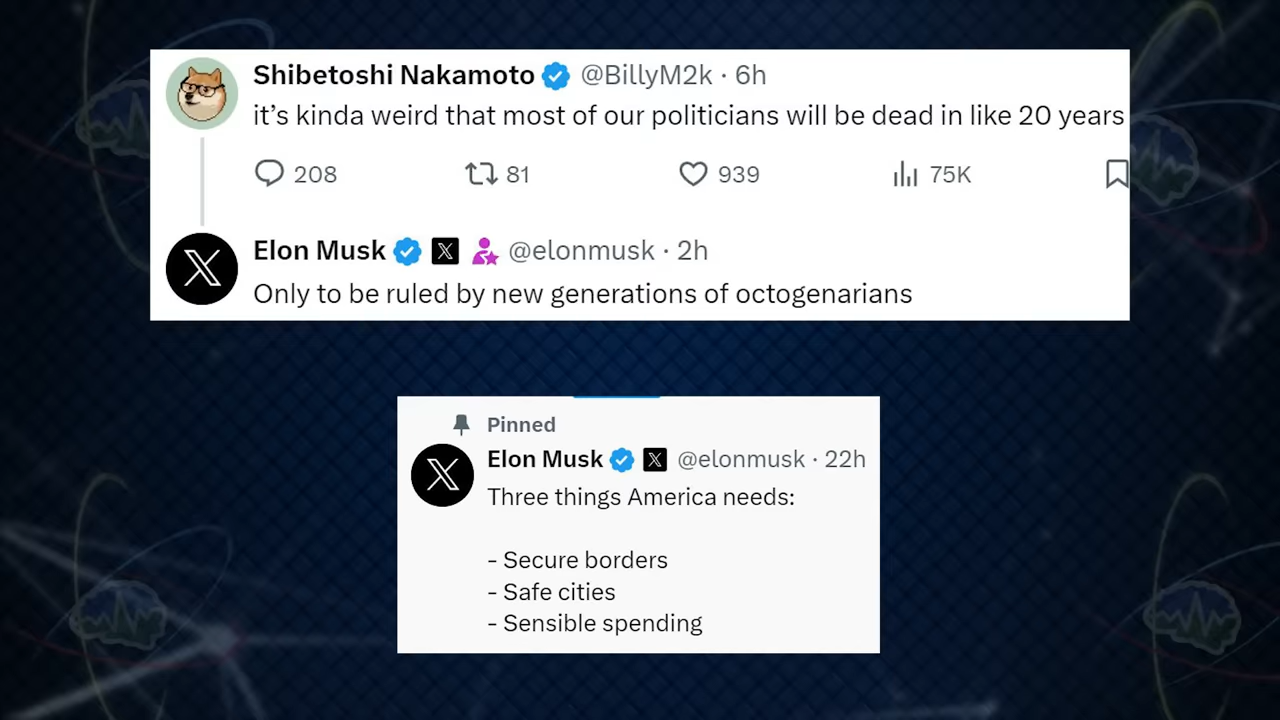 Shibetoshi Nakamoto @BillyM2k · 6h
it’s kinda weird that most of our politicians will be dead in like 20 years
208 81 939 75K
Elon Musk @elonmusk · 2h
Only to be ruled by new generations of octogenarians
Pinned
Elon Musk @elonmusk · 22h
Three things America needs:
- Secure borders
- Safe cities
- Sensible spending